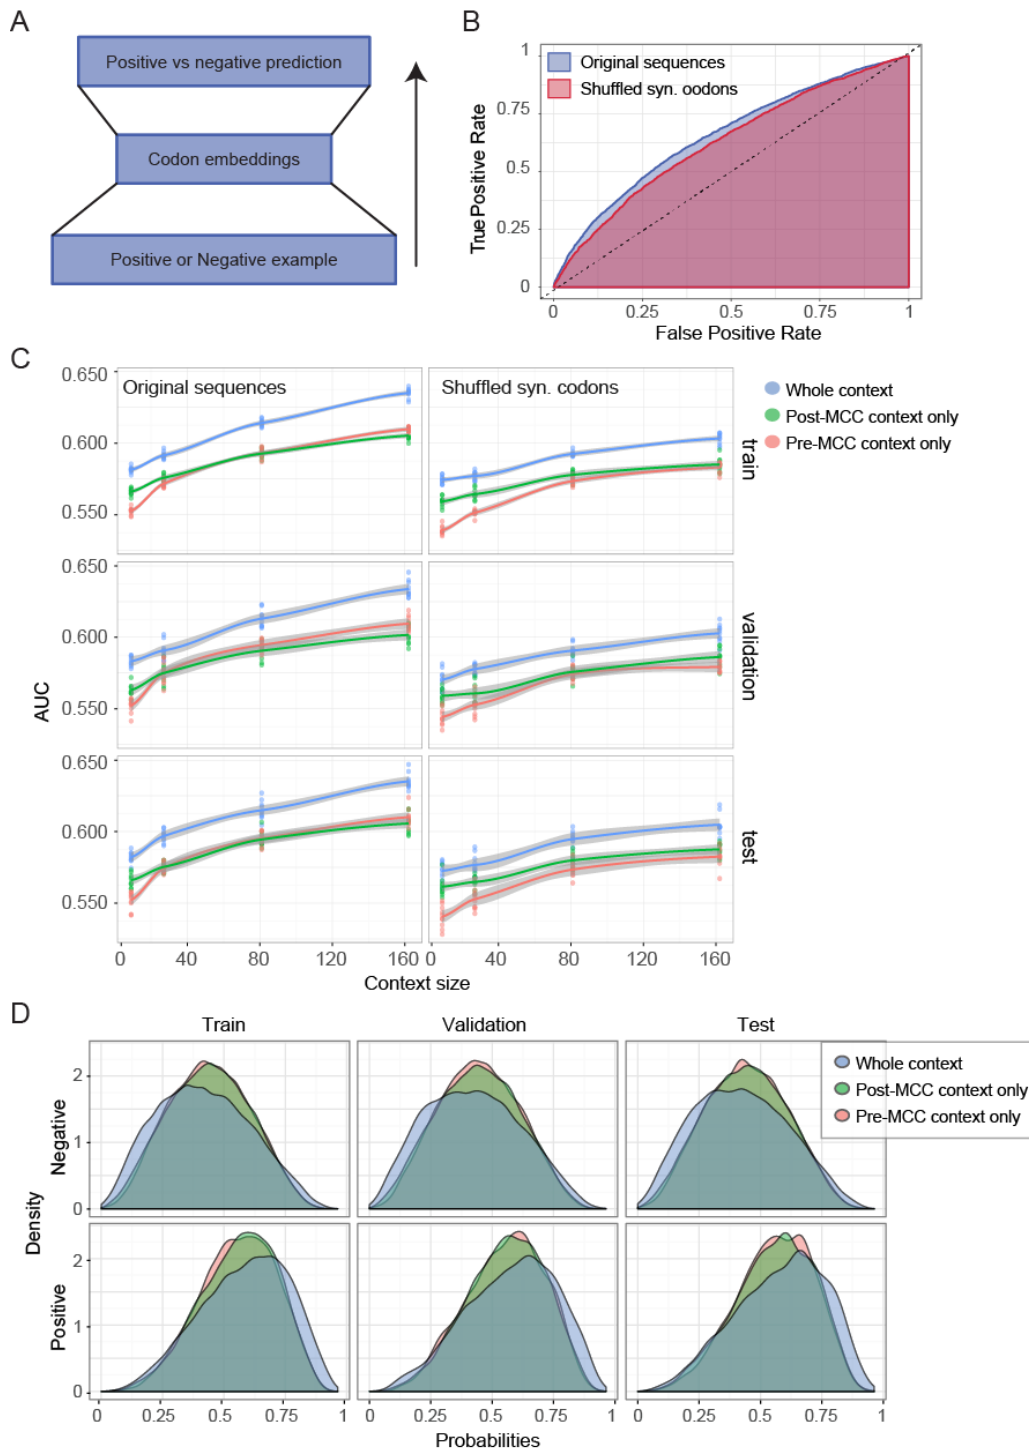 A
Positive vs negative prediction
Codon embeddings
Positive or Negative example
B
Original sequences
Shuffled syn. oodons
True Positive Rate
1
0.75
0.5
0.25
0
0 0.25 0.5 0.75 1
False Positive Rate
C
Original sequences
Shuffled syn. codons
Whole context
Post-MCC context only
Pre-MCC context only
0.650
0.600
0.550
train
0.650
0.600
0.550
validation
0.650
0.600
0.550
test
AUC
0 40 80 120 160 0 40 80 120 160
Context size
D
Train Validation Test
Whole context
Post-MCC context only
Pre-MCC context only
Negative
2
1
0
Density
Positive
2
1
0
0 0.25 0.5 0.75 1 0 0.25 0.5 0.75 1 0 0.25 0.5 0.75 1
Probabilities